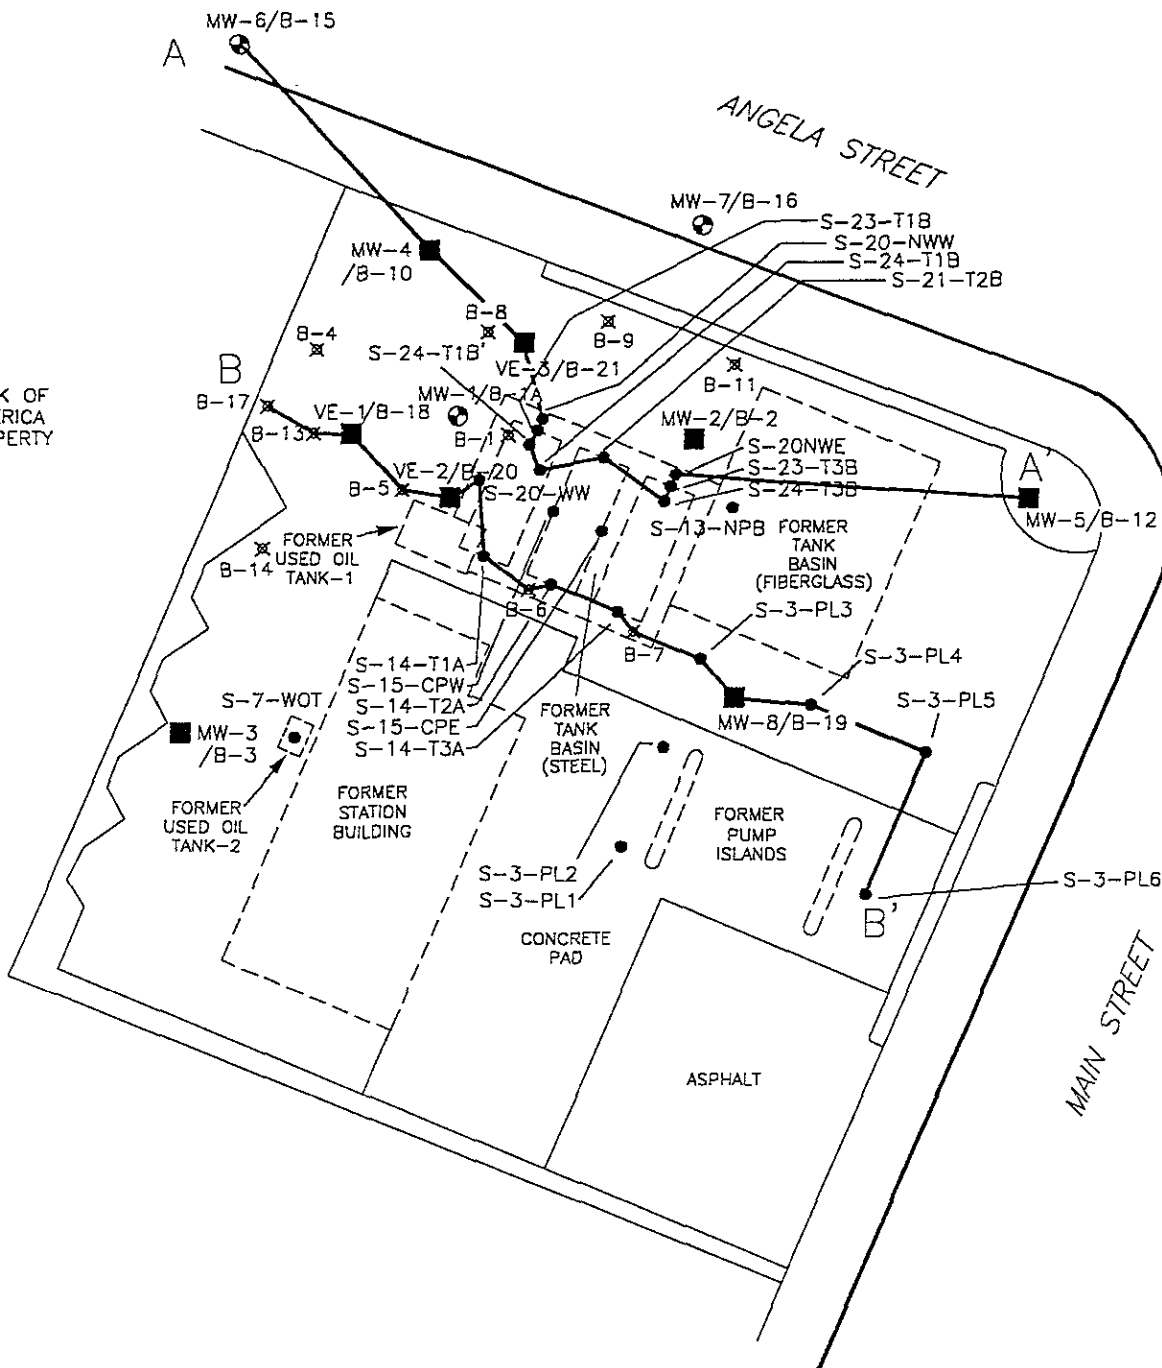 MW-6/B-15
A
ANGELA STREET
MW-7/B-16
S-23-T1B
S-20-NWW
S-24-T1B
S-21-T2B
MW-4
/B-10
B-8
B-9
B-4
S-24-T1B'
VE-3/B-21
B-11
B
MW-1/B-1A
K OF
ERICA
PERTY
B-17
VE-1/B-18
B-13
B-1
MW-2/B-2
S-20NWE
S-23-T3B
S-24-T3B
A
VE-2/B-20
B-5
S-20-WW
S-13-NPB
MW-5/B-12
FORMER
TANK
BASIN
(FIBERGLASS)
FORMER
USED OIL
TANK-1
B-14
B-6
S-3-PL3
B-7
S-3-PL4
S-14-T1A
S-15-CPW
S-14-T2A
S-15-CPE
S-14-T3A
S-3-PL5
S-7-WOT
FORMER
TANK
BASIN
(STEEL)
MW-8/B-19
MW-3
/B-3
FORMER
STATION
BUILDING
FORMER
USED OIL
TANK-2
FORMER
PUMP
ISLANDS
S-3-PL2
S-3-PL1
S-3-PL6
B'
CONCRETE
PAD
MAIN STREET
ASPHALT